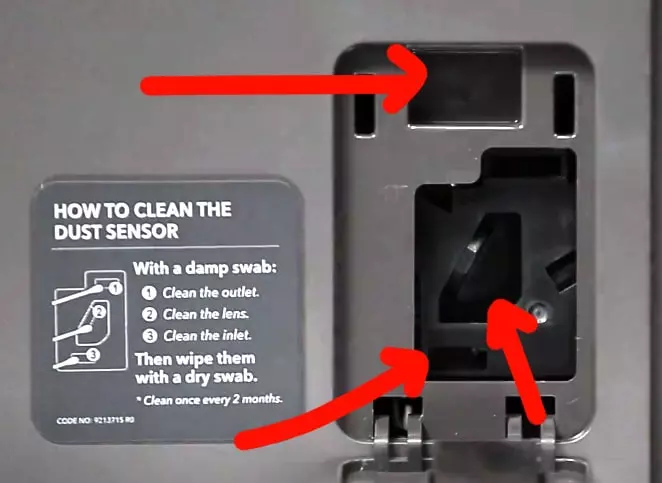 HOW TO CLEAN THE
DUST SENSOR
With a damp swab:
1 Clean the outlet.
2 Clean the lens.
3 Clean the inlet.
Then wipe them
with a dry swab.
* Clean once every 2 months.
CODE NO: 9213715 R0
1
2
3